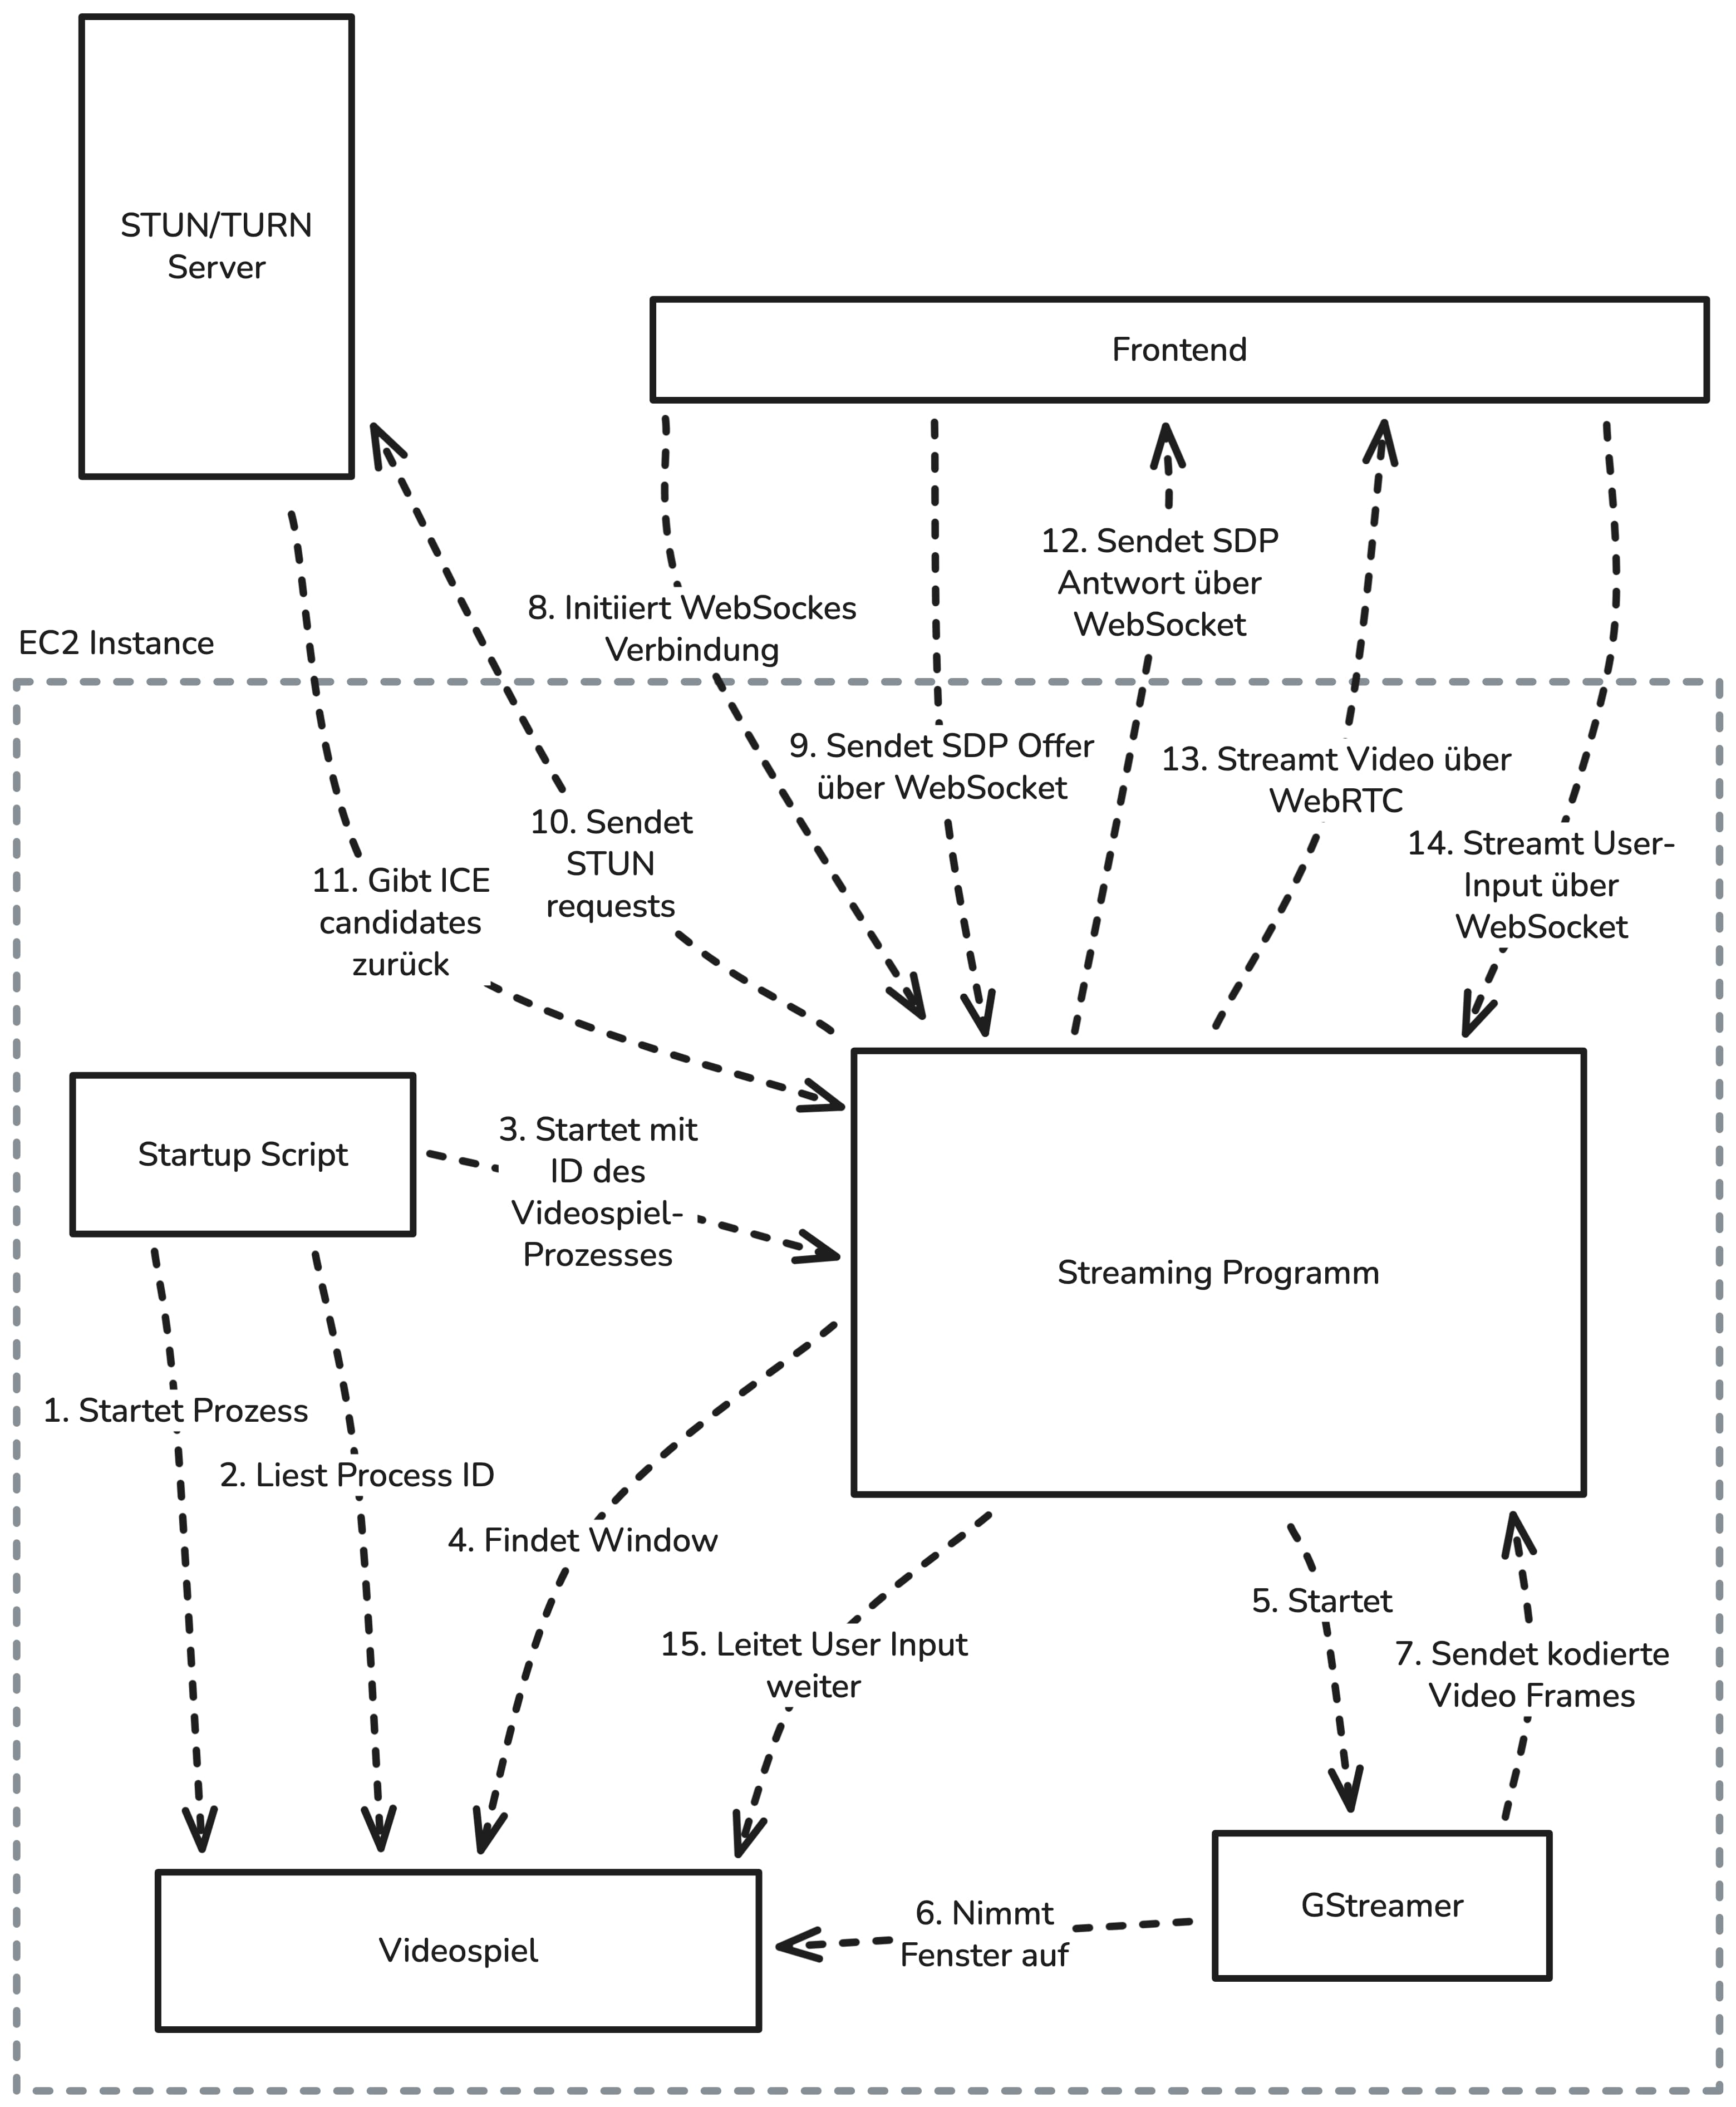 STUN/TURN
Server
Frontend
12. Sendet SDP
Antwort über
WebSocket
8. Initiiert WebSockes
Verbindung
EC2 Instance
9. Sendet SDP Offer
über WebSocket
13. Streamt Video über
WebRTC
10. Sendet
STUN
requests
14. Streamt User-
Input über
WebSocket
11. Gibt ICE
candidates
zurück
Startup Script
3. Startet mit
ID des
Videospiel-
Prozesses
Streaming Programm
1. Startet Prozess
2. Liest Process ID
4. Findet Window
5. Startet
15. Leitet User Input
weiter
7. Sendet kodierte
Video Frames
6. Nimmt
Fenster auf
GStreamer
Videospiel